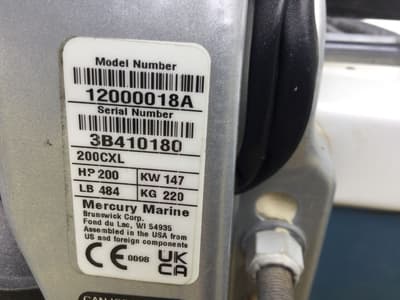 Model Number
12000018A
Serial Number
3B410180
200CXL
HP 200 KW 147
LB 484 KG 220
Mercury Marine
Brunswick Corp.
Fond du Lac, WI 54935
Assembled in the USA from
US and foreign components
CE 0098 UK
CA